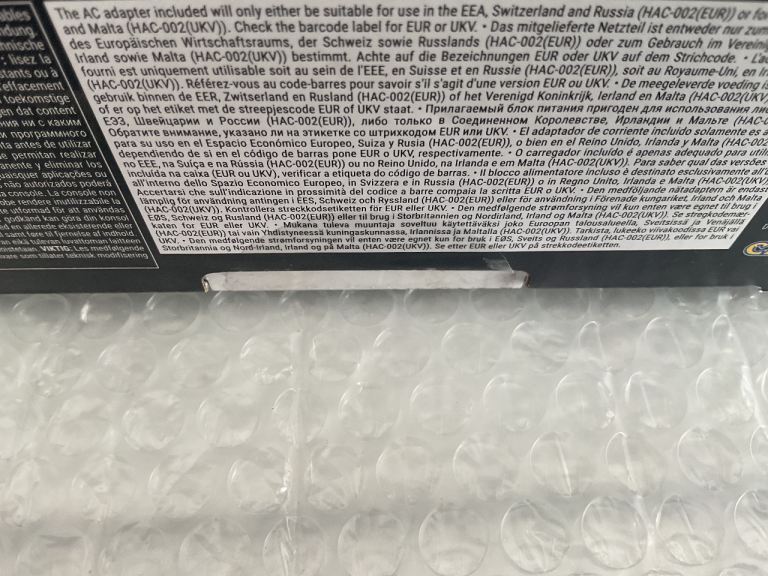 The AC adapter included will only either be suitable for use in the EEA, Switzerland and Russia (HAC-002(EUR)) or fo
and Malta (HAC-002(UKV)). Check the barcode label for EUR or UKV. • Das mitgelieferte Netzteil ist entweder nur zum
des Europäischen Wirtschaftsraums, der Schweiz sowie Russlands (HAC-002(EUR)) oder zum Gebrauch im Vereinig
Irland sowie Malta (HAC-002(UKV)) bestimmt. Achte auf die Bezeichnungen EUR oder UKV auf dem Strichcode. • L'a
fourni est uniquement utilisable soit au sein de l'EEE, en Suisse et en Russie (HAC-002(EUR)), soit au Royaume-Uni, en Ir
(HAC-002(UKV)). Référez-vous au code-barres pour savoir s'il s'agit d'une version EUR ou UKV. • De meegeleverde voeding is
gebruik binnen de EER, Zwitserland en Rusland (HAC-002(EUR)) of het Verenigd Koninkrijk, Ierland en Malta (HAC-002(UKV)
of er op het etiket met de streepjescode EUR of UKV staat. • Прилагаемый блок питания пригоден для использования ли
ЕЭЗ, Швейцарии и России (HAC-002(EUR)), либо только в Соединенном Королевстве, Ирландии и Мальте (HAC-0
Обратите внимание, указано ли на этикетке со штрихкодом EUR или UKV. • El adaptador de corriente incluido solamente es a
para su uso en el Espacio Económico Europeo, Suiza y Rusia (HAC-002(EUR)), o bien en el Reino Unido, Irlanda y Malta (HAC-00
dependiendo de si en el código de barras pone EUR o UKV, respectivamente. • O carregador incluído é apenas adequado para utiliz
no EEE, na Suíça e na Rússia (HAC-002(EUR)) ou no Reino Unido, na Irlanda e em Malta (HAC-002(UKV)). Para saber qual das versões
incluída na caixa (EUR ou UKV), verificar a etiqueta do código de barras. • Il blocco alimentatore incluso è destinato esclusivamente all'u
all'interno dello Spazio Economico Europeo, in Svizzera e in Russia (HAC-002(EUR)) o in Regno Unito, Irlanda e Malta (HAC-002(UKV))
Accertarsi che sull'indicazione in prossimità del codice a barre compaia la scritta EUR o UKV. • Den medföljande nätadaptern är endast
lämplig för användning antingen i EES, Schweiz och Ryssland (HAC-002(EUR)) eller för användning i Förenade kungariket, Irland och Malta
(HAC-002(UKV)). Kontrollera streckkodsetiketten för EUR eller UKV. • Den medfølgende strømforsyning vil kun enten være egnet til brug i
EØS, Schweiz og Rusland (HAC-002(EUR)) eller til brug i Storbritannien og Nordirland, Irland og Malta (HAC-002(UKV)). Se stregkodemær-
katen for EUR eller UKV. • Mukana tuleva muuntaja soveltuu käytettäväksi joko Euroopan talousalueella, Sveitsissä ja Venäjällä
(HAC-002(EUR)) tai vain Yhdistyneessä kuningaskunnassa, Irlannissa ja Maltalla (HAC-002(UKV)). Tarkista, lukeeko viivakoodissa EUR vai
UKV. • Den medfølgende strømforsyningen vil enten være egnet kun for bruk i EØS, Sveits og Russland (HAC-002(EUR)), eller for bruk i
Storbritannia og Nord-Irland, Irland og på Malta (HAC-002(UKV)). Se etter EUR eller UKV på strekkodeetiketten.